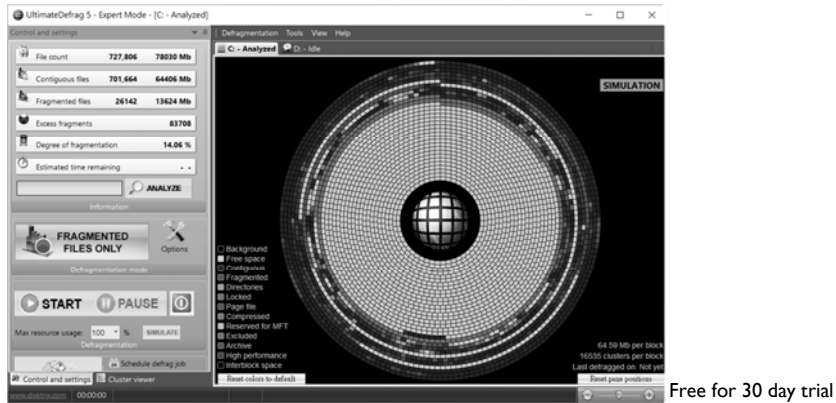 UltimateDefrag 5 - Expert Mode - [C: - Analyzed]
Control and settings
Defragmentation Tools View Help
C: - Analyzed D: - Idle
File count 727,806 78030 Mb
Contiguous files 701,664 64406 Mb
Fragmented files 26142 13624 Mb
Excess fragments 83708
Degree of fragmentation 14.06 %
Estimated time remaining - -
ANALYZE
Information
FRAGMENTED
FILES ONLY
Options
Defragmentation mode
START PAUSE
Max resource usage: 100 % SIMULATE
Defragmentation
Schedule defrag job
Control and settings Cluster viewer
www.disktrix.com 00:00:00
SIMULATION
Background
Free space
Contiguous
Fragmented
Directories
Locked
Page file
Compressed
Reserved for MFT
Excluded
Archive
High performance
Interblock space
Reset colors to default
64.59 Mb per block
16535 clusters per block
Last defragged on: Not yet
Reset pane positions
Free for 30 day trial